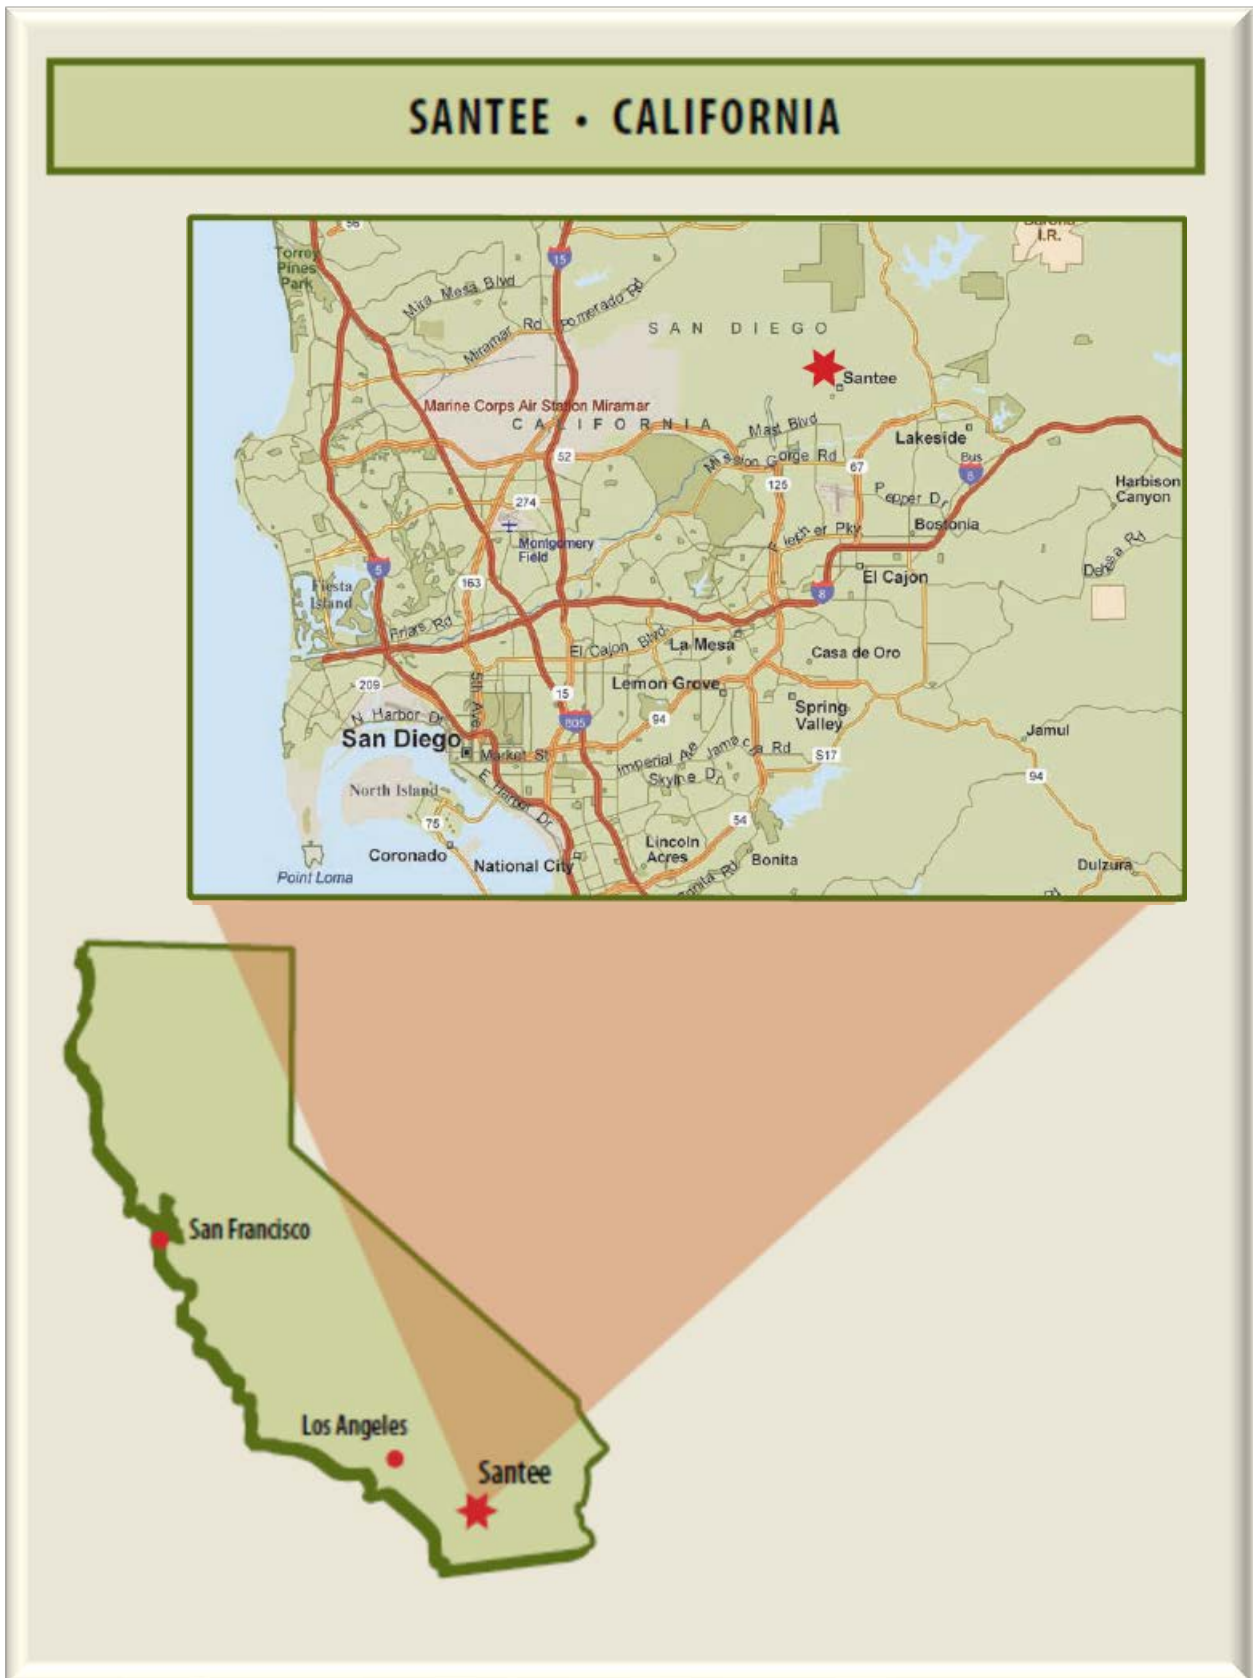 SANTEE • CALIFORNIA
56
I.R.
15
Torrey
Pines
Park
Mira Mesa Blvd
Pomerado Rd
Miramar Rd
SAN DIEGO
Santee
Marine Corps Air Station Miramar
CALIFORNIA
Mast Blvd
Lakeside
52
Mission Gorge Rd
67
Bus
8
125
Harbison
Canyon
274
Pepper Dr
Bostonia
Montgomery
Field
Fletcher Pky
Dehesa Rd
5
163
El Cajon
8
Fiesta
Island
Friars Rd
El Cajon Blvd
La Mesa
Casa de Oro
209
5th Ave
15
Lemon Grove
Spring
Valley
N Harbor Dr
805
94
Jamul
San Diego
Market St
Imperial Ave
Jamacha Rd
S17
Skyline Dr
94
North Island
E Harbor Dr
75
54
Lincoln
Acres
Coronado
National City
Bonita
Dulzura
Point Loma
Bonita Rd
Rd
San Francisco
Los Angeles
Santee